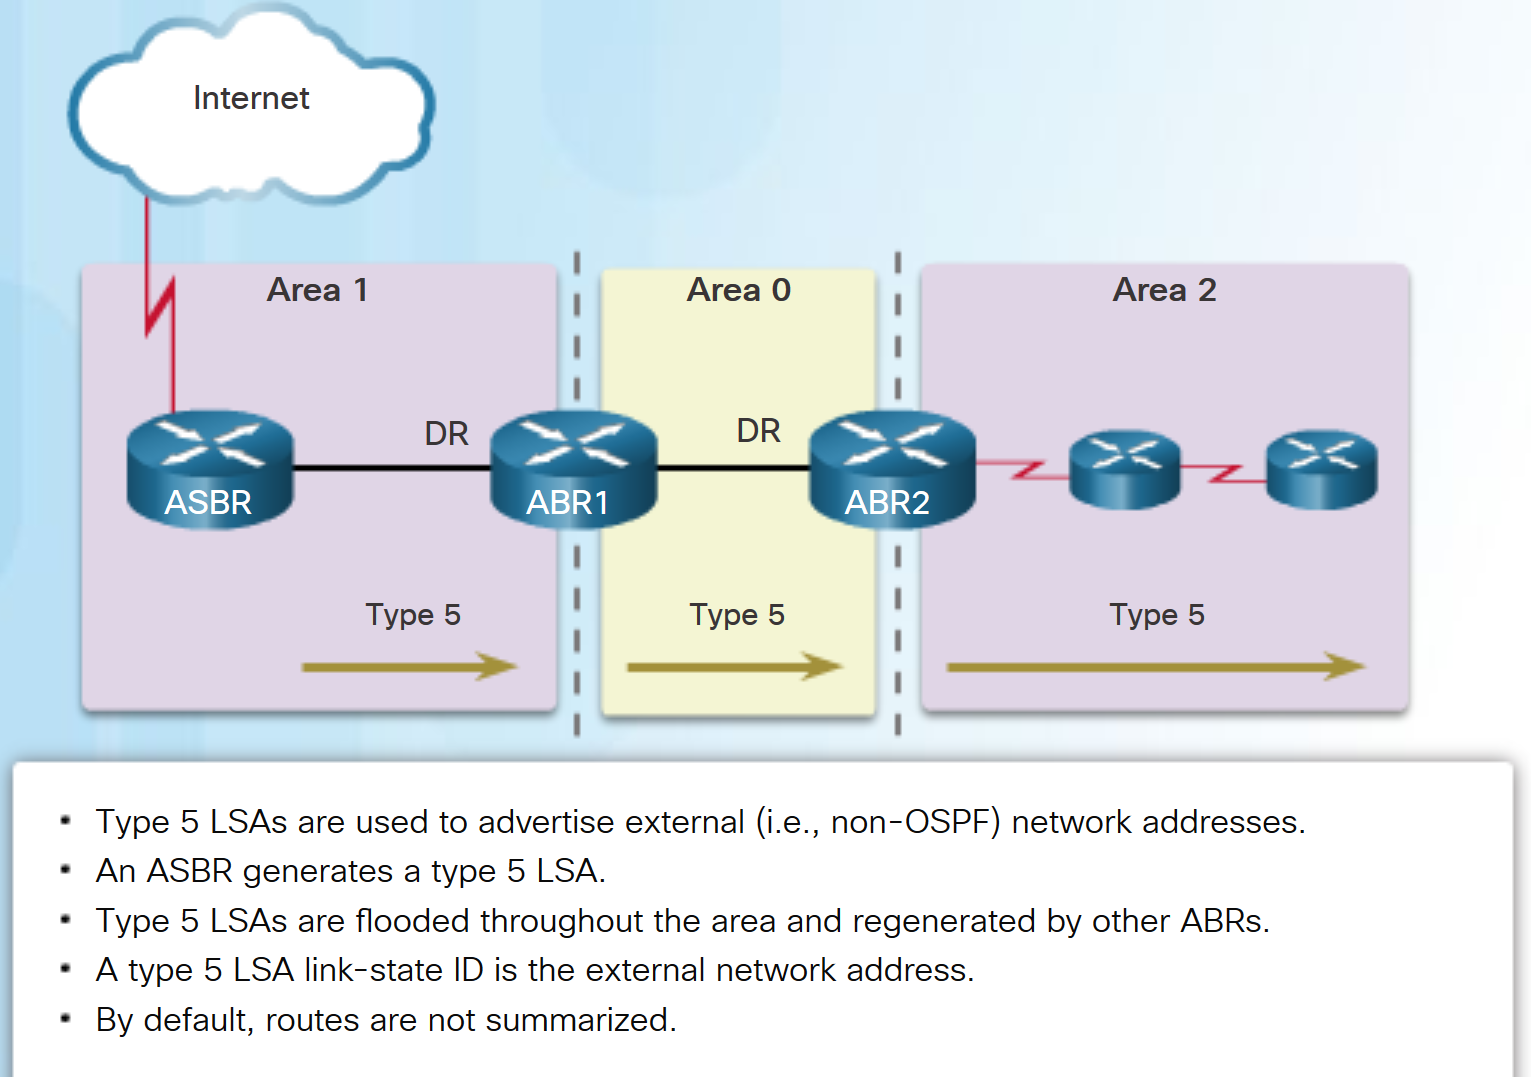 Internet
Area 1
Area 0
Area 2
DR
DR
ASBR
ABR1
ABR2
Type 5
Type 5
Type 5
▪ Type 5 LSAs are used to advertise external (i.e., non-OSPF) network addresses.
▪ An ASBR generates a type 5 LSA.
▪ Type 5 LSAs are flooded throughout the area and regenerated by other ABRs.
▪ A type 5 LSA link-state ID is the external network address.
▪ By default, routes are not summarized.